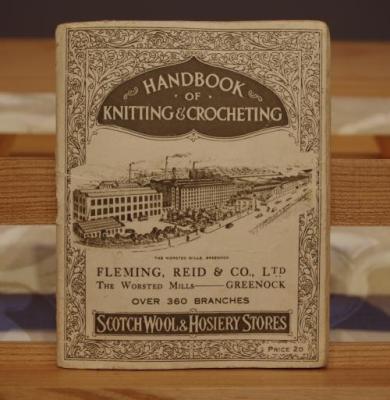 HANDBOOK
OF
KNITTING & CROCHETING
THE WORSTED MILLS, GREENOCK
FLEMING, REID & CO., LTD
THE WORSTED MILLS—GREENOCK
OVER 360 BRANCHES
SCOTCH WOOL & HOSIERY STORES
PRICE 2D